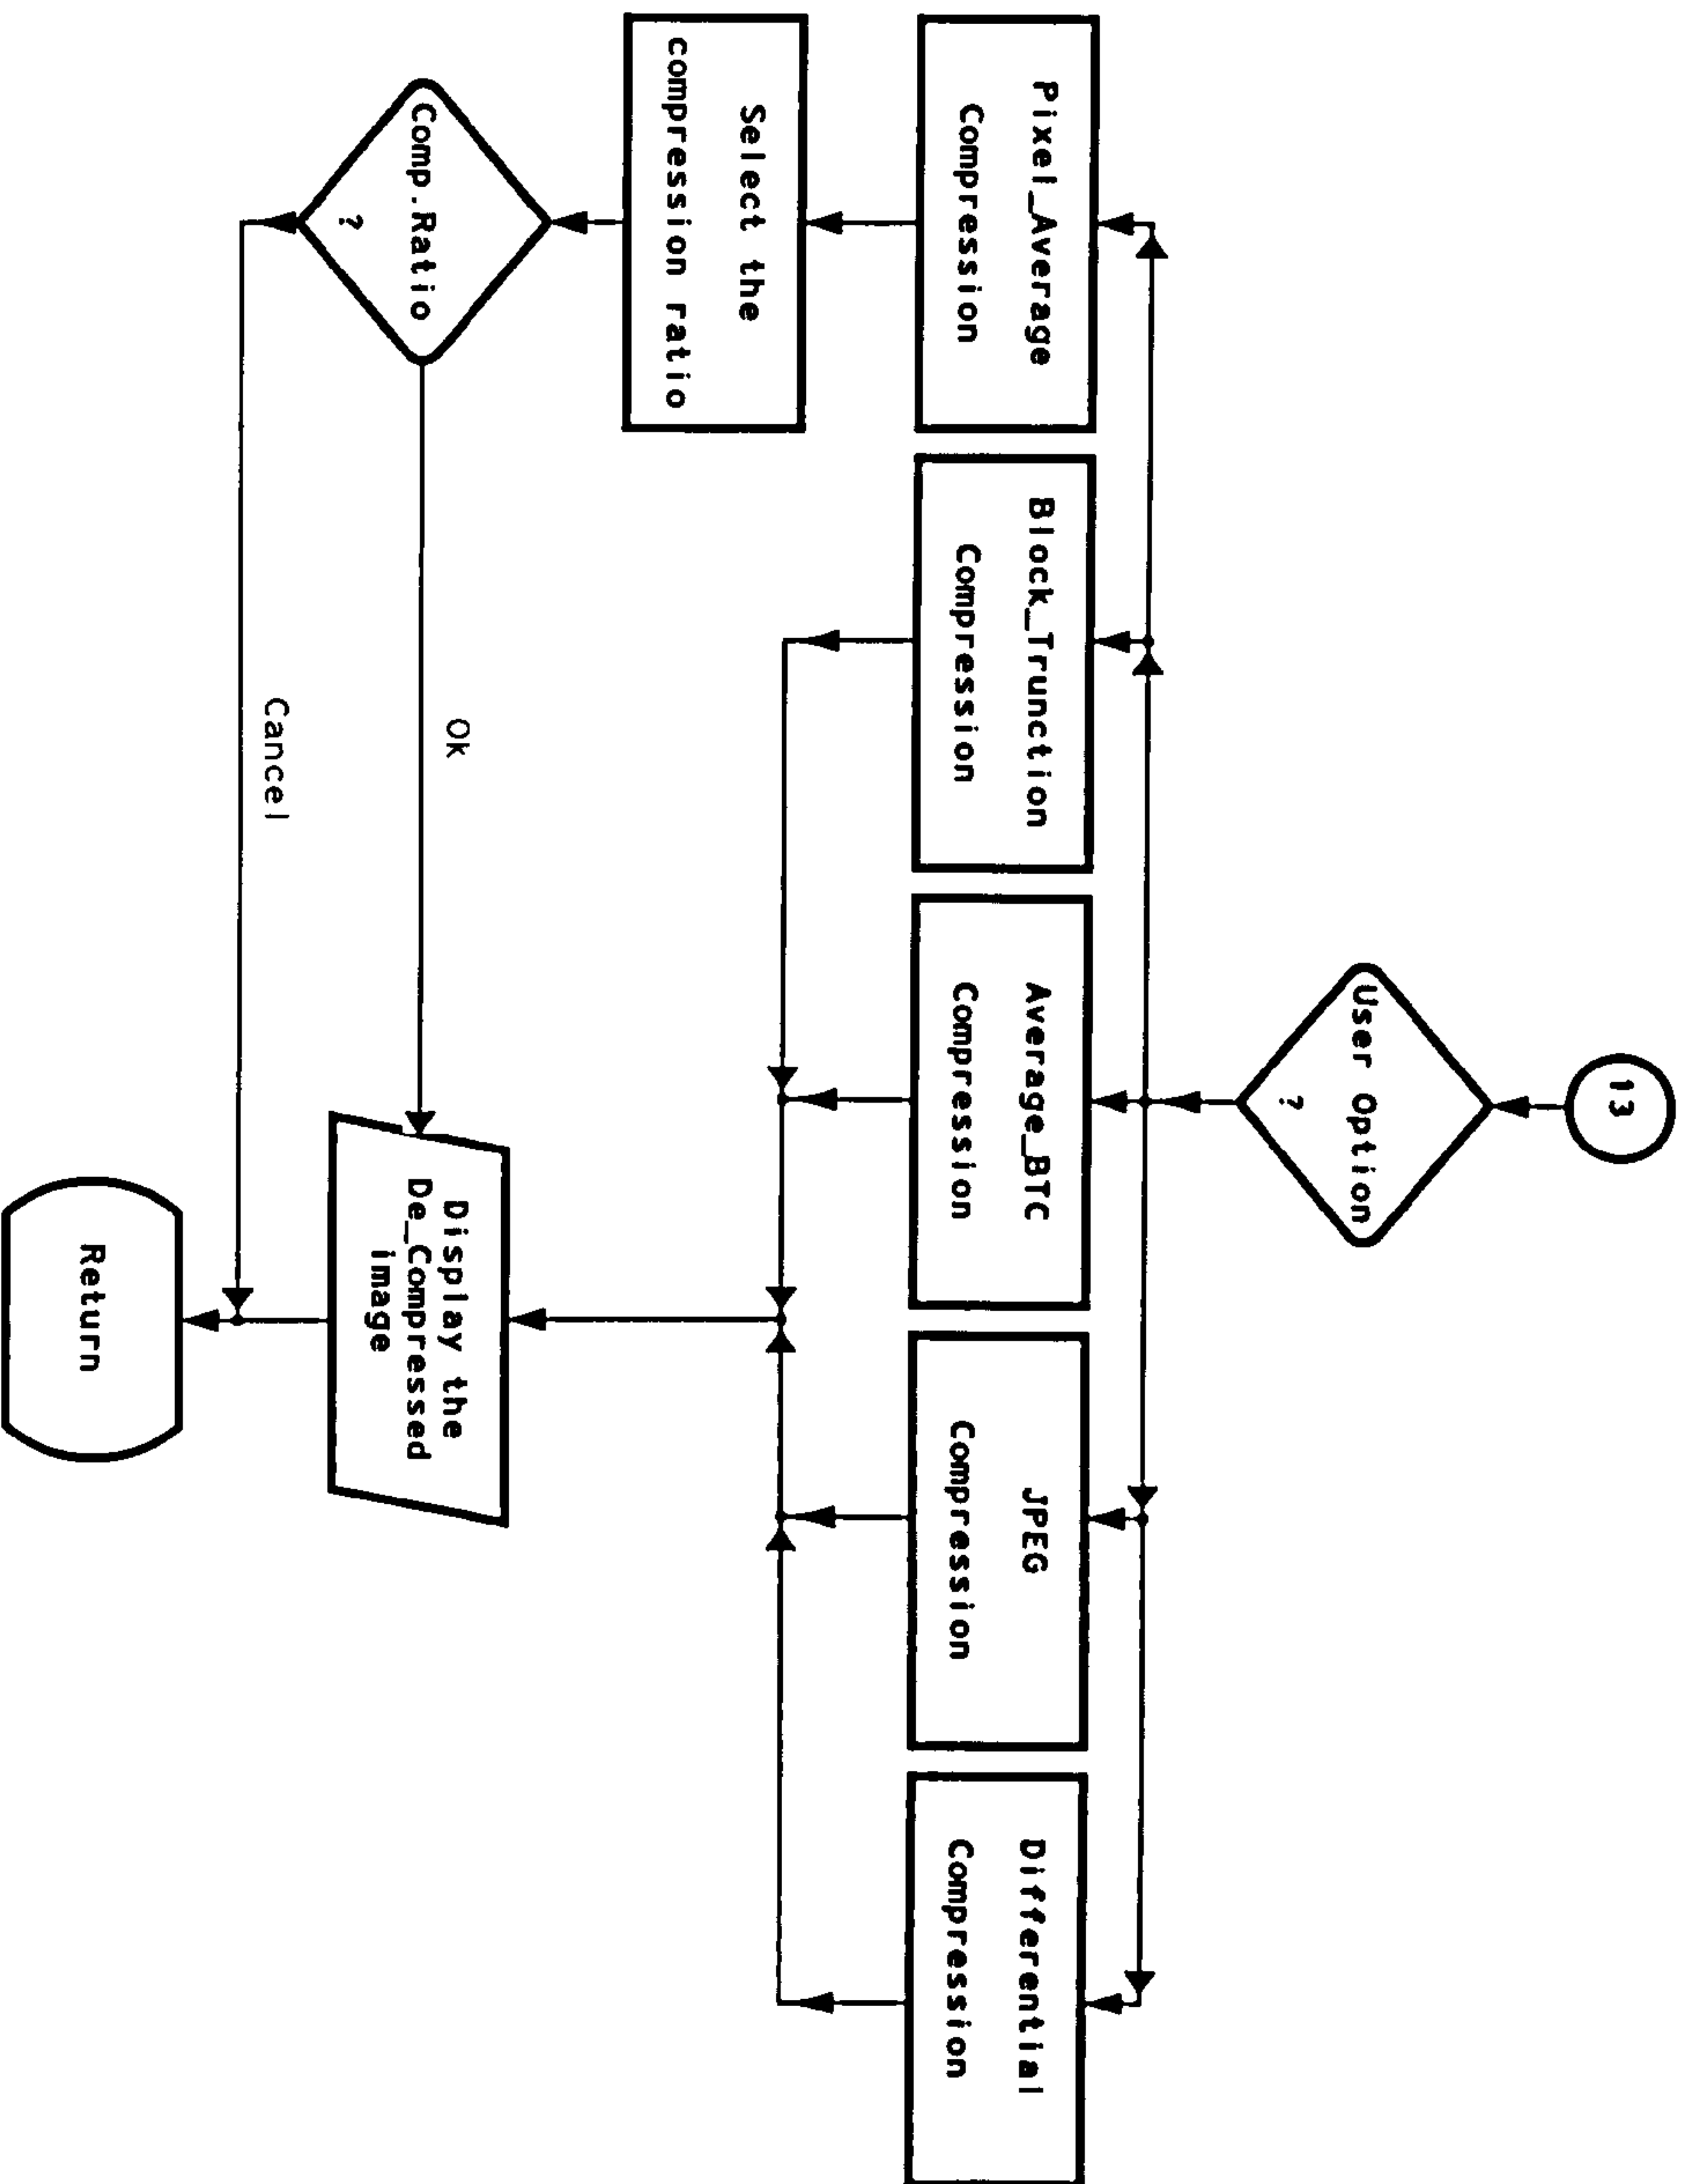 13
User Option
?
Pixel_Average
Compression
Block_Trunction
Compression
Average_BTC
Compression
JPEG
Compression
Differential
Compression
Select the
compression ratio
Comp.Ratio
?
Ok
Cancel
Display the
De_Compressed
image
Return